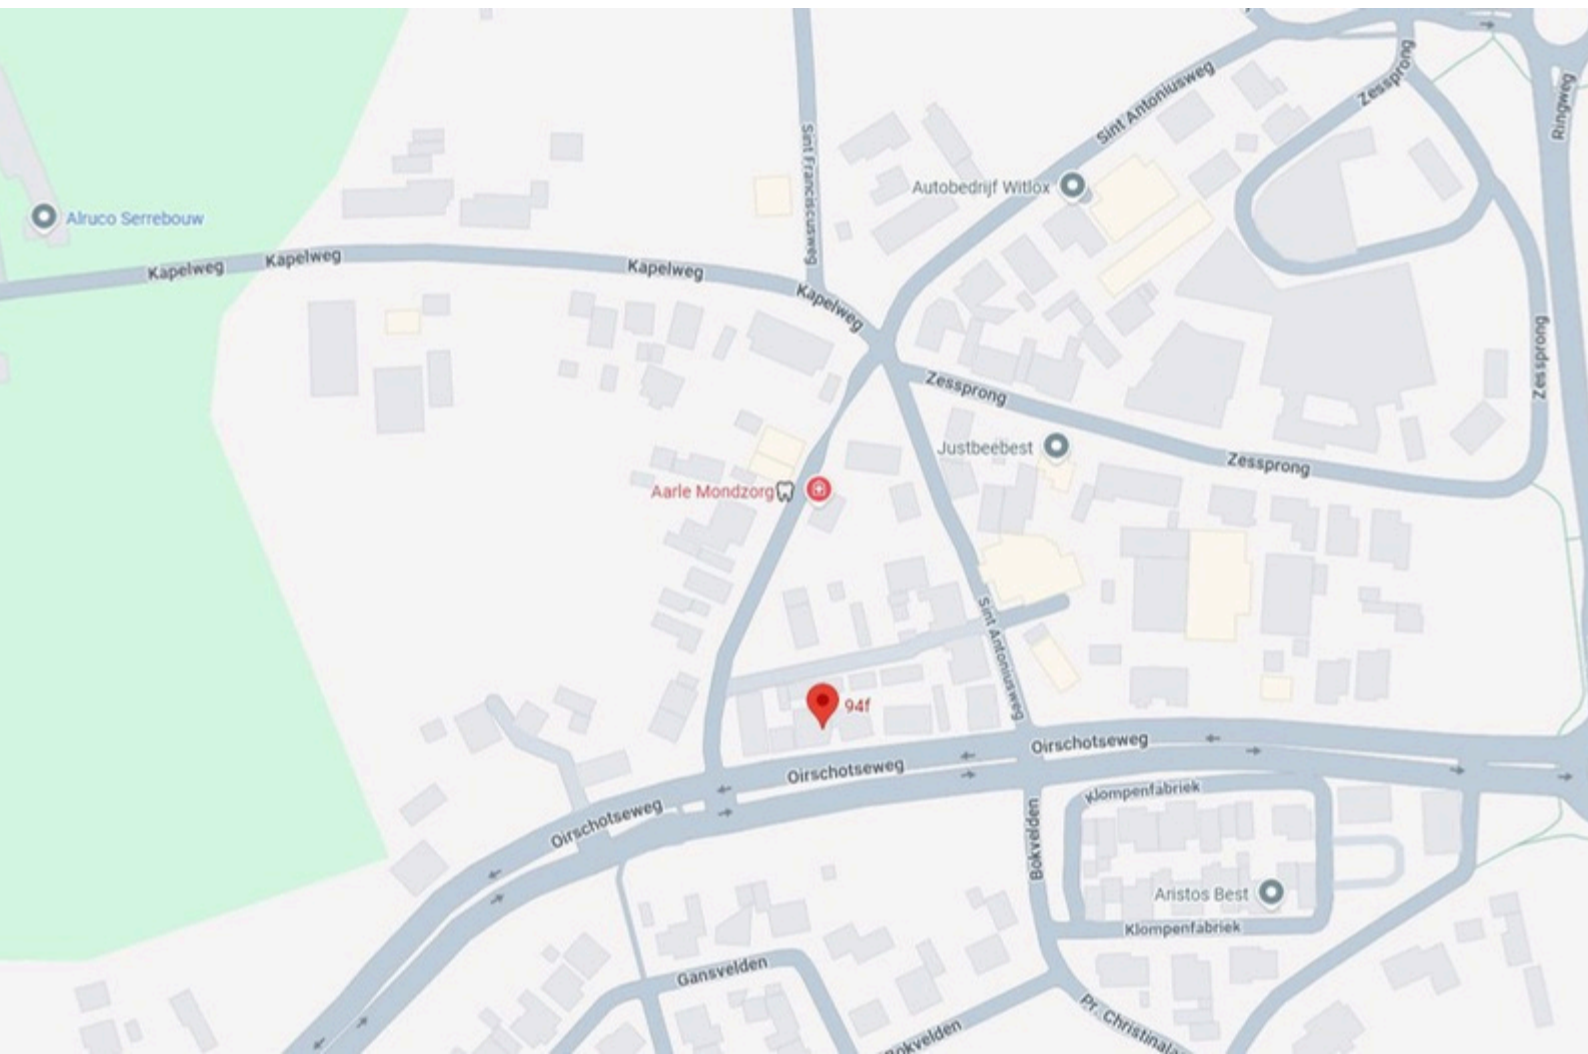 Sint Antoniusweg
Zessprong
Ringweg
Sint Franciscusweg
Autobedrijf Witlox
Alruco Serrebouw
Kapelweg
Kapelweg
Kapelweg
Kapelweg
Zessprong
Zessprong
Justbeebest
Zessprong
Aarle Mondzorg
Sint Antoniusweg
94f
Oirschotseweg
Oirschotseweg
Oirschotseweg
Klompenfabriek
Bokvelden
Aristos Best
Klompenfabriek
Gansvelden
Bokvelden
Pr. Christinala